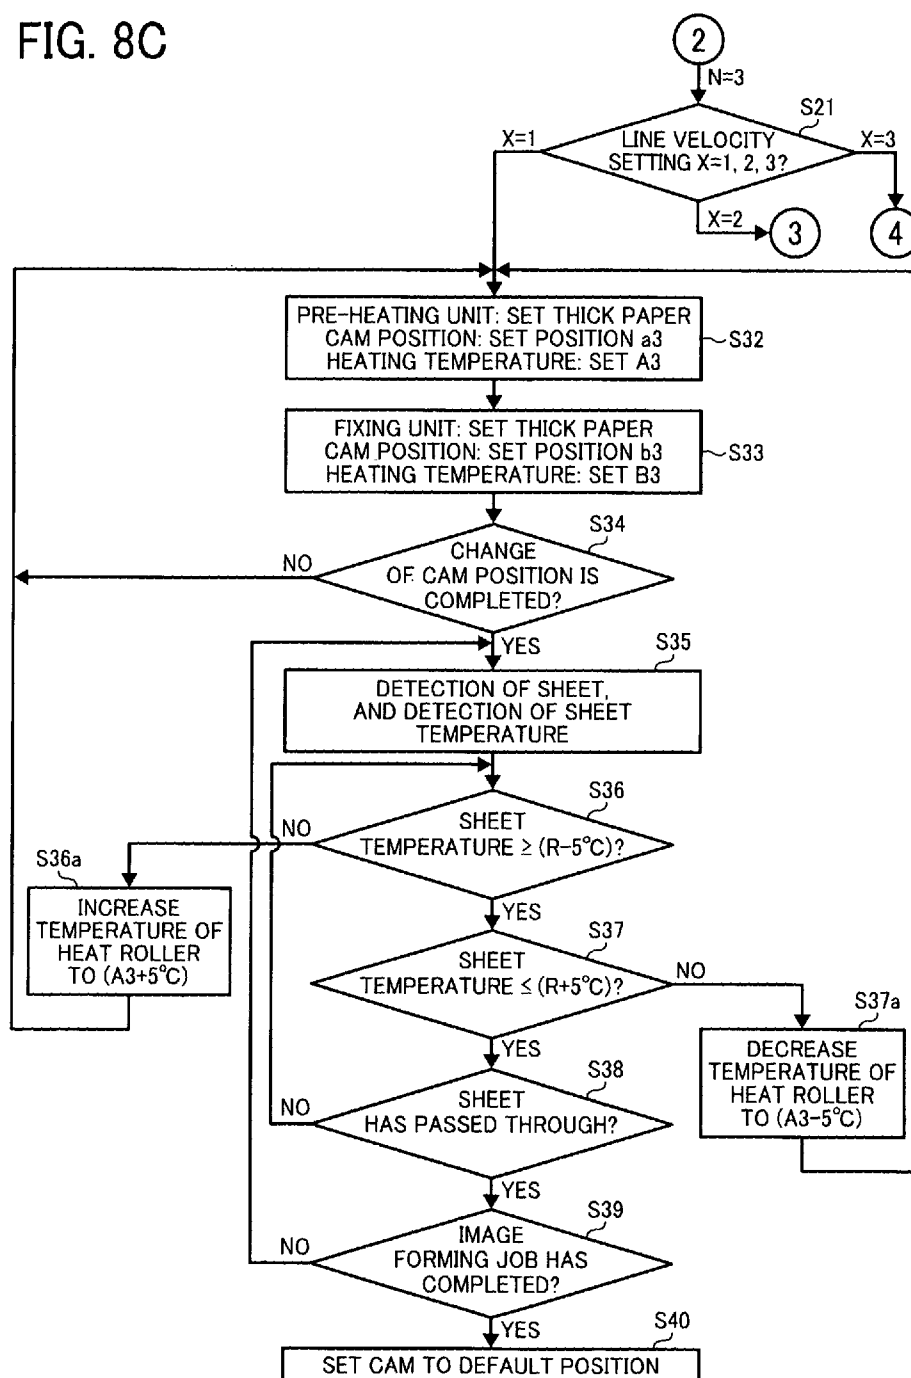 FIG. 8C
2
N=3
S21
X=1
LINE VELOCITY
SETTING X=1, 2, 3?
X=3
X=2
3
4
PRE-HEATING UNIT: SET THICK PAPER
CAM POSITION: SET POSITION a3
HEATING TEMPERATURE: SET A3
S32
FIXING UNIT: SET THICK PAPER
CAM POSITION: SET POSITION b3
HEATING TEMPERATURE: SET B3
S33
S34
NO
CHANGE
OF CAM POSITION IS
COMPLETED?
YES
S35
DETECTION OF SHEET,
AND DETECTION OF SHEET
TEMPERATURE
S36
NO
SHEET
TEMPERATURE ≥ (R−5°C)?
S36a
INCREASE
TEMPERATURE OF
HEAT ROLLER
TO (A3+5°C)
YES
S37
SHEET
TEMPERATURE ≤ (R+5°C)?
NO
S37a
DECREASE
TEMPERATURE OF
HEAT ROLLER
TO (A3−5°C)
YES
S38
NO
SHEET
HAS PASSED THROUGH?
YES
S39
NO
IMAGE
FORMING JOB HAS
COMPLETED?
YES
S40
SET CAM TO DEFAULT POSITION